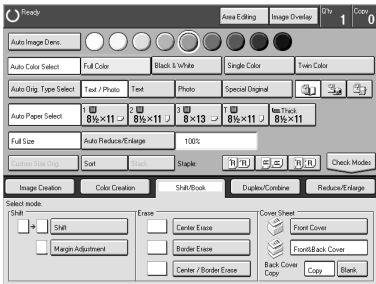 Ready
Area Editing
Image Overlay
Q'ty 1
Copy 0
Auto Image Dens.
Auto Color Select
Full Color
Black & White
Single Color
Twin Color
Auto Orig. Type Select
Text / Photo
Text
Photo
Special Original
Auto Paper Select
1 8½×11
2 8½×11
3 8×13
T 8½×11
Thick 8½×11
Full Size
Auto Reduce/Enlarge
100%
Custom Size Orig.
Sort
Stack
Staple:
Check Modes
Image Creation
Color Creation
Shift/Book
Duplex/Combine
Reduce/Enlarge
Select mode.
Shift
Erase
Cover Sheet
Shift
Center Erase
Front Cover
Margin Adjustment
Border Erase
Front&Back Cover
Center / Border Erase
Back Cover Copy
Copy
Blank